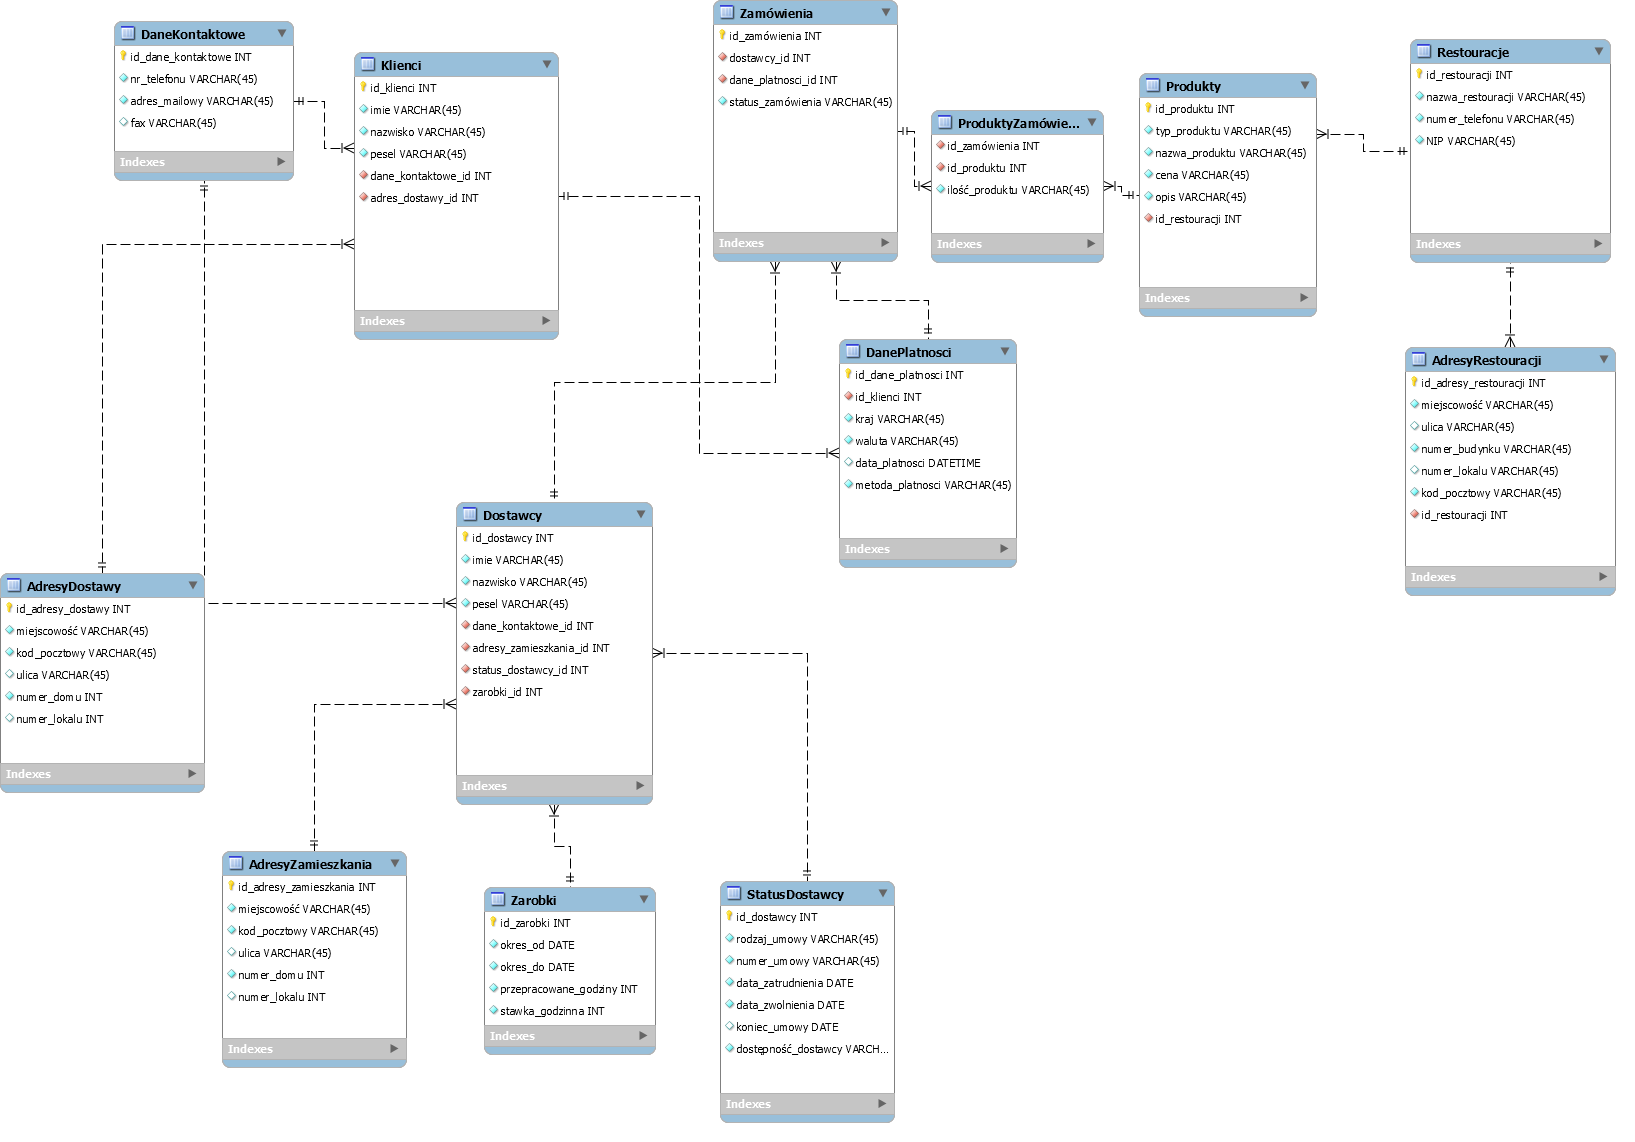 DaneKontaktowe
id_dane_kontaktowe INT
nr_telefonu VARCHAR(45)
adres_mailowy VARCHAR(45)
fax VARCHAR(45)
Indexes
Klienci
id_klienci INT
imie VARCHAR(45)
nazwisko VARCHAR(45)
pesel VARCHAR(45)
dane_kontaktowe_id INT
adres_dostawy_id INT
Indexes
Zamówienia
id_zamówienia INT
dostawcy_id INT
dane_platnosci_id INT
status_zamówienia VARCHAR(45)
Indexes
ProduktyZamówie...
id_zamówienia INT
id_produktu INT
ilość_produktu VARCHAR(45)
Indexes
Produkty
id_produktu INT
typ_produktu VARCHAR(45)
nazwa_produktu VARCHAR(45)
cena VARCHAR(45)
opis VARCHAR(45)
id_restouracji INT
Indexes
Restouracje
id_restouracji INT
nazwa_restouracji VARCHAR(45)
numer_telefonu VARCHAR(45)
NIP VARCHAR(45)
Indexes
DanePlatnosci
id_dane_platnosci INT
id_klienci INT
kraj VARCHAR(45)
waluta VARCHAR(45)
data_platnosci DATETIME
metoda_platnosci VARCHAR(45)
Indexes
AdresyRestouracji
id_adresy_restouracji INT
miejscowość VARCHAR(45)
ulica VARCHAR(45)
numer_budynku VARCHAR(45)
numer_lokalu VARCHAR(45)
kod_pocztowy VARCHAR(45)
id_restouracji INT
Indexes
Dostawcy
id_dostawcy INT
imie VARCHAR(45)
nazwisko VARCHAR(45)
pesel VARCHAR(45)
dane_kontaktowe_id INT
adresy_zamieszkania_id INT
status_dostawcy_id INT
zarobki_id INT
Indexes
AdresyDostawy
id_adresy_dostawy INT
miejscowość VARCHAR(45)
kod_pocztowy VARCHAR(45)
ulica VARCHAR(45)
numer_domu INT
numer_lokalu INT
Indexes
AdresyZamieszkania
id_adresy_zamieszkania INT
miejscowość VARCHAR(45)
kod_pocztowy VARCHAR(45)
ulica VARCHAR(45)
numer_domu INT
numer_lokalu INT
Indexes
Zarobki
id_zarobki INT
okres_od DATE
okres_do DATE
przepracowane_godziny INT
stawka_godzinna INT
Indexes
StatusDostawcy
id_dostawcy INT
rodzaj_umowy VARCHAR(45)
numer_umowy VARCHAR(45)
data_zatrudnienia DATE
data_zwolnienia DATE
koniec_umowy DATE
dostępność_dostawcy VARCH...
Indexes